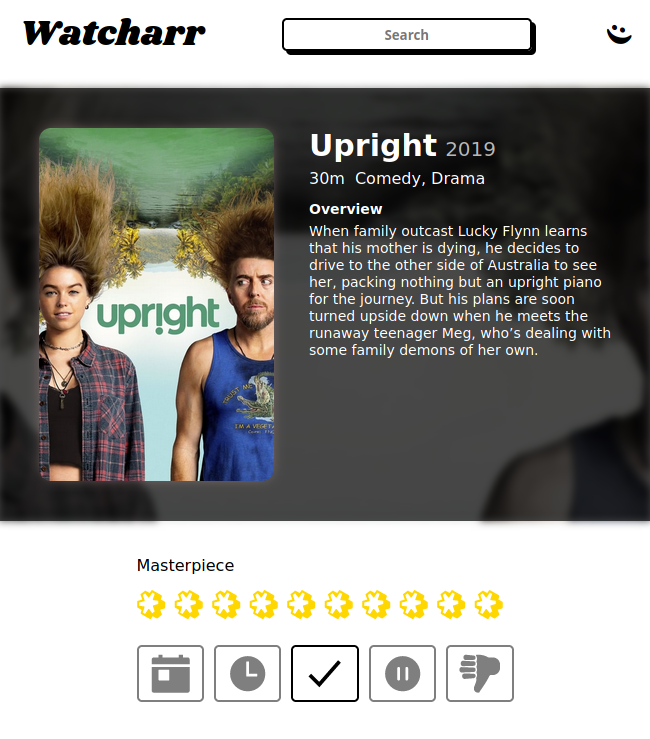 Watcharr
Search
Upright 2019
30m Comedy, Drama
Overview
When family outcast Lucky Flynn learns
that his mother is dying, he decides to
drive to the other side of Australia to see
her, packing nothing but an upright piano
for the journey. But his plans are soon
turned upside down when he meets the
runaway teenager Meg, who’s dealing with
some family demons of her own.
upright
TRUST ME
I'M A VEGETA
Masterpiece